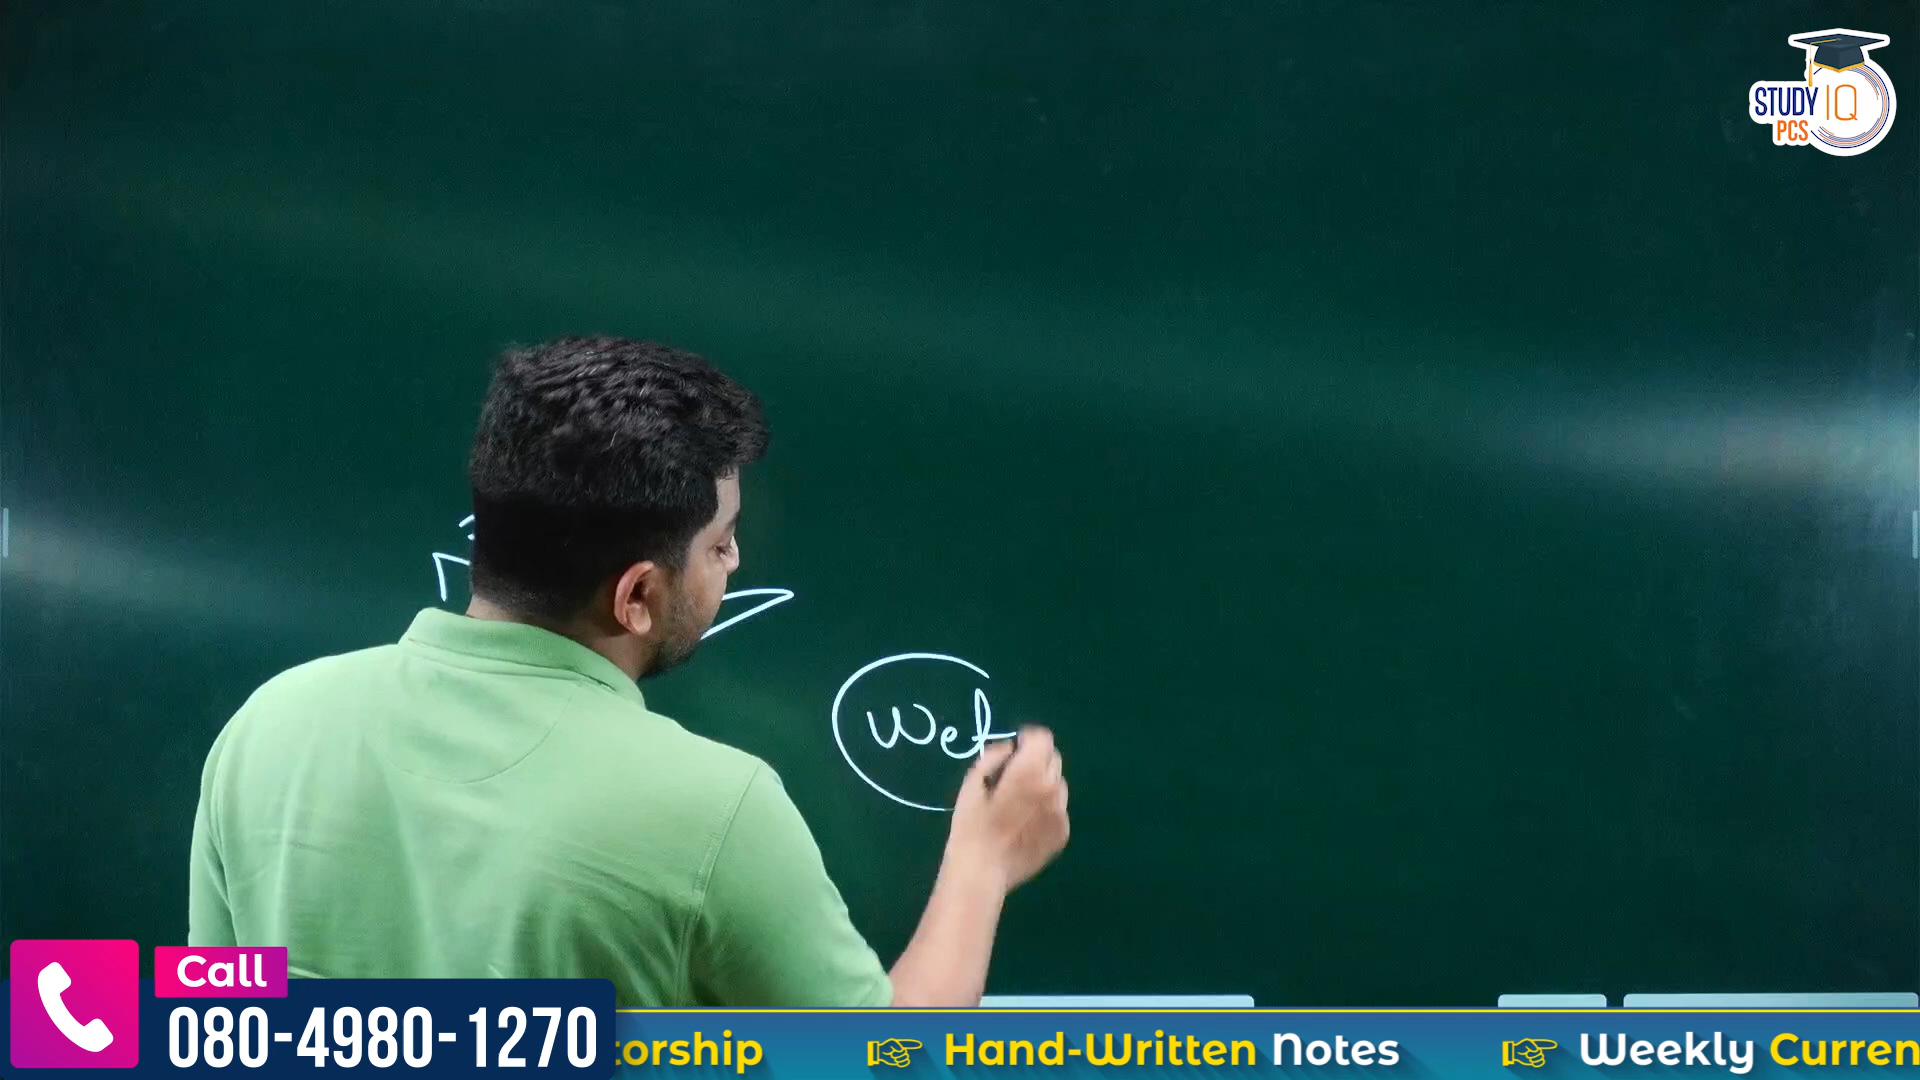 STUDY IQ
PCS
Wet
Call
080-4980-1270
torship
Hand-Written Notes
Weekly Curren